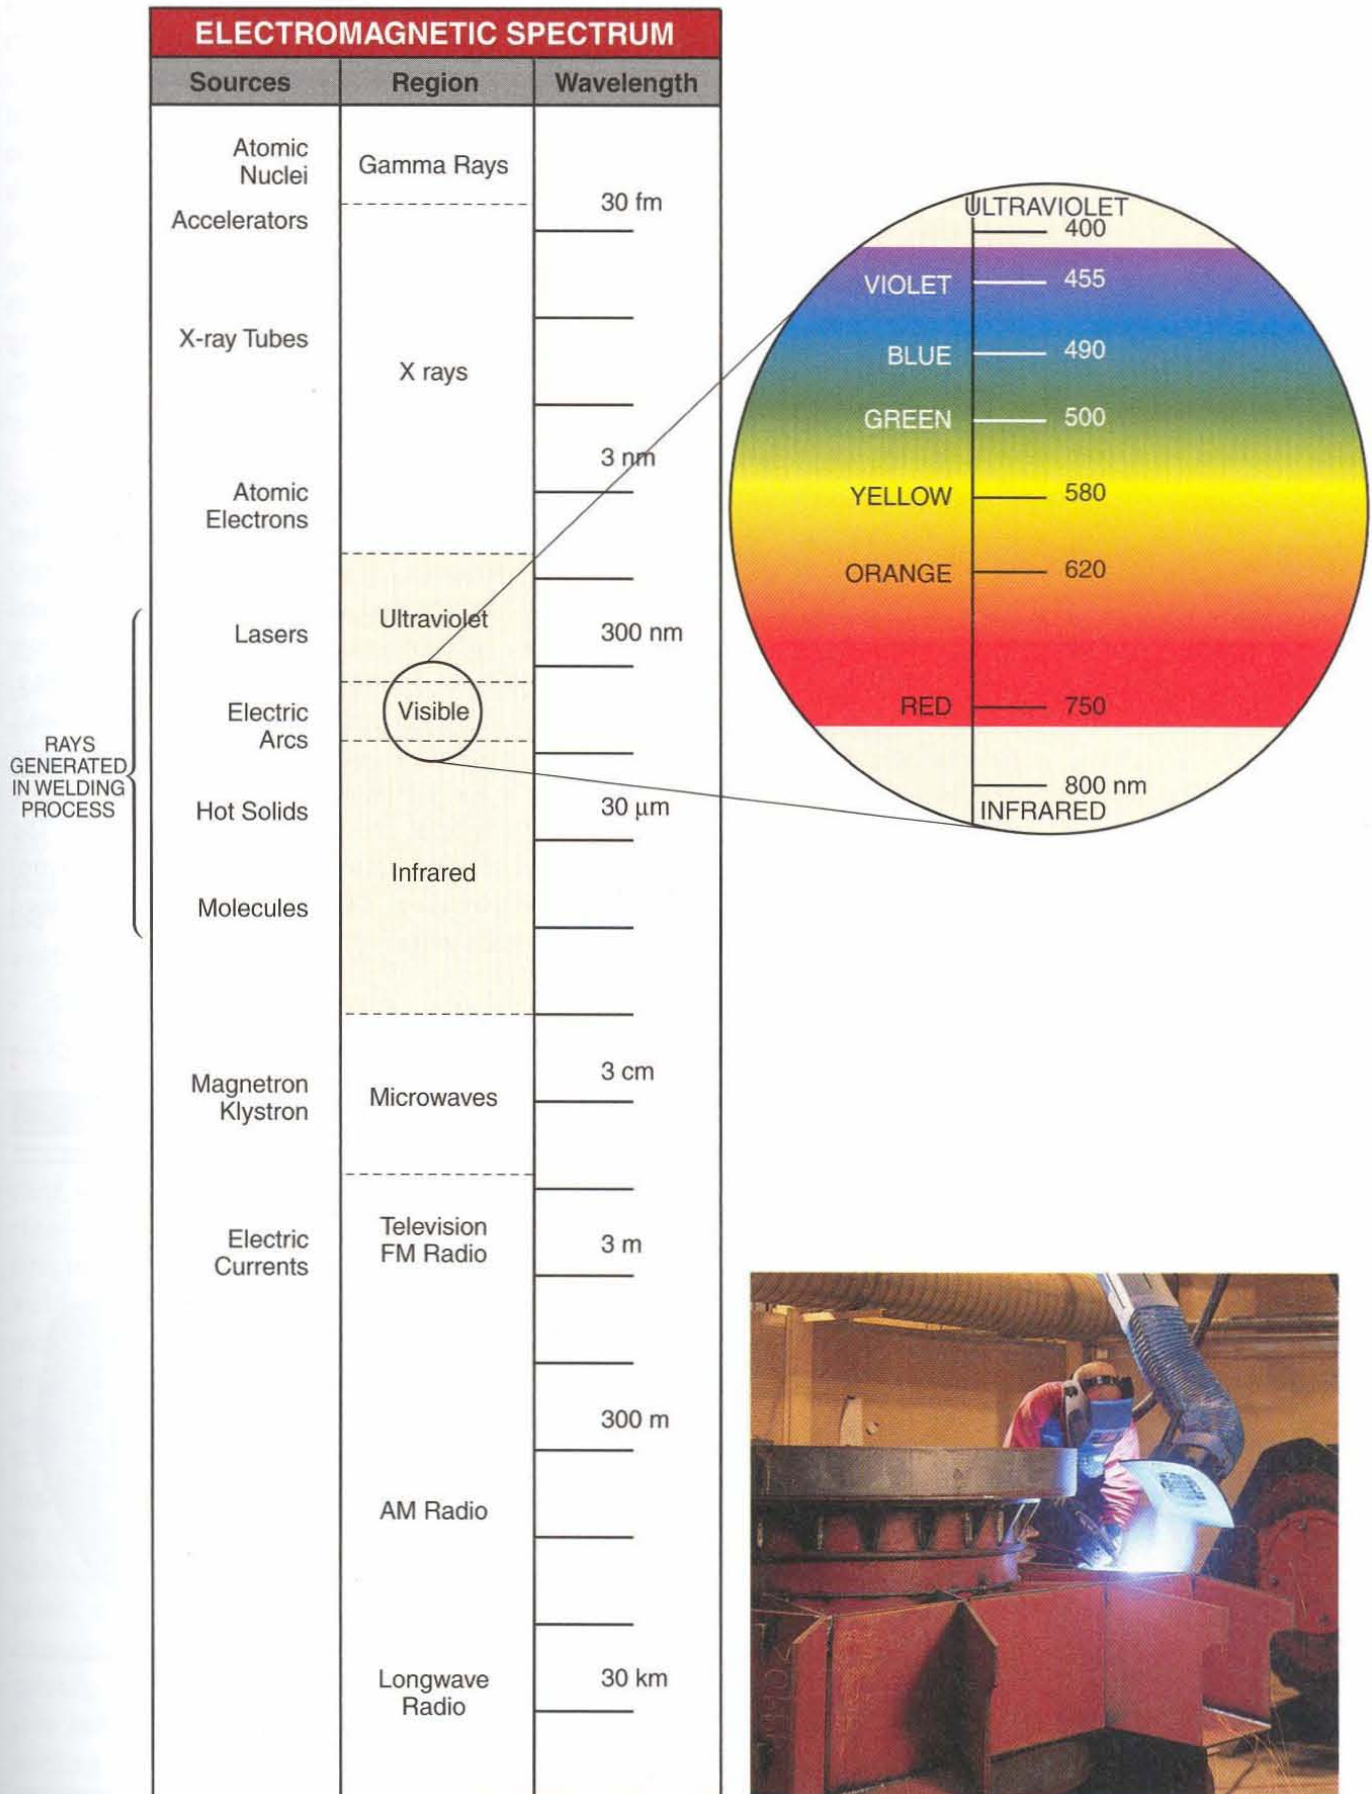 ELECTROMAGNETIC SPECTRUM
Sources Region Wavelength
Atomic
Nuclei
Gamma Rays
30 fm
Accelerators
X-ray Tubes
X rays
3 nm
Atomic
Electrons
Ultraviolet
Lasers
300 nm
Electric
Arcs
Visible
RAYS
GENERATED
IN WELDING
PROCESS
Hot Solids
30 μm
Infrared
Molecules
3 cm
Magnetron
Klystron
Microwaves
Television
FM Radio
Electric
Currents
3 m
300 m
AM Radio
Longwave
Radio
30 km
ULTRAVIOLET
400
VIOLET 455
BLUE 490
GREEN 500
YELLOW 580
ORANGE 620
RED 750
800 nm
INFRARED